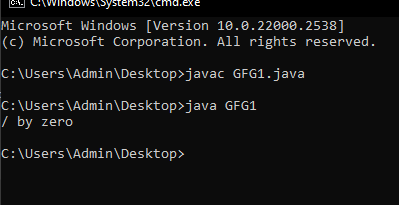 C:\Windows\System32\cmd.exe
Microsoft Windows [Version 10.0.22000.2538]
(c) Microsoft Corporation. All rights reserved.
C:\Users\Admin\Desktop>javac GFG1.java
C:\Users\Admin\Desktop>java GFG1
/ by zero
C:\Users\Admin\Desktop>